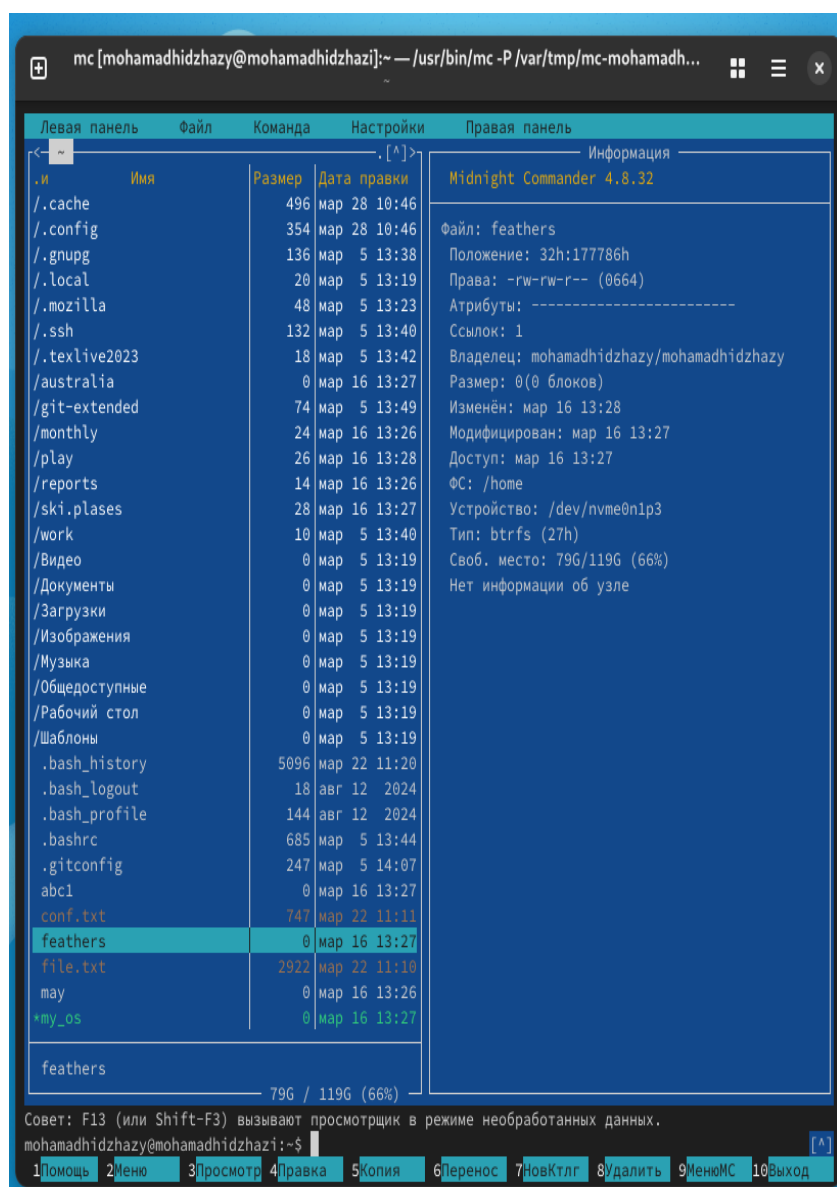 mc [mohamadhidzhazy@mohamadhidzhazi]:~ — /usr/bin/mc -P /var/tmp/mc-mohamadh...
~
Левая панель Файл Команда Настройки Правая панель
<— ~ .[^]> Информация
.и Имя Размер Дата правки Midnight Commander 4.8.32
/.cache 496 мар 28 10:46
/.config 354 мар 28 10:46 Файл: feathers
/.gnupg 136 мар 5 13:38 Положение: 32h:177786h
/.local 20 мар 5 13:19 Права: -rw-rw-r-- (0664)
/.mozilla 48 мар 5 13:23 Атрибуты: -------------------------
/.ssh 132 мар 5 13:40 Ссылок: 1
/.texlive2023 18 мар 5 13:42 Владелец: mohamadhidzhazy/mohamadhidzhazy
/australia 0 мар 16 13:27 Размер: 0(0 блоков)
/git-extended 74 мар 5 13:49 Изменён: мар 16 13:28
/monthly 24 мар 16 13:26 Модифицирован: мар 16 13:27
/play 26 мар 16 13:28 Доступ: мар 16 13:27
/reports 14 мар 16 13:26 ФС: /home
/ski.plases 28 мар 16 13:27 Устройство: /dev/nvme0n1p3
/work 10 мар 5 13:40 Тип: btrfs (27h)
/Видео 0 мар 5 13:19 Своб. место: 79G/119G (66%)
/Документы 0 мар 5 13:19 Нет информации об узле
/Загрузки 0 мар 5 13:19
/Изображения 0 мар 5 13:19
/Музыка 0 мар 5 13:19
/Общедоступные 0 мар 5 13:19
/Рабочий стол 0 мар 5 13:19
/Шаблоны 0 мар 5 13:19
.bash_history 5096 мар 22 11:20
.bash_logout 18 авг 12 2024
.bash_profile 144 авг 12 2024
.bashrc 685 мар 5 13:44
.gitconfig 247 мар 5 14:07
abc1 0 мар 16 13:27
conf.txt 747 мар 22 11:11
feathers 0 мар 16 13:27
file.txt 2922 мар 22 11:10
may 0 мар 16 13:26
*my_os 0 мар 16 13:27
feathers
79G / 119G (66%)
Совет: F13 (или Shift-F3) вызывают просмотрщик в режиме необработанных данных.
mohamadhidzhazy@mohamadhidzhazi:~$ [^]
1Помощь 2Меню 3Просмотр 4Правка 5Копия 6Перенос 7НовКтлг 8Удалить 9МенюMC 10Выход